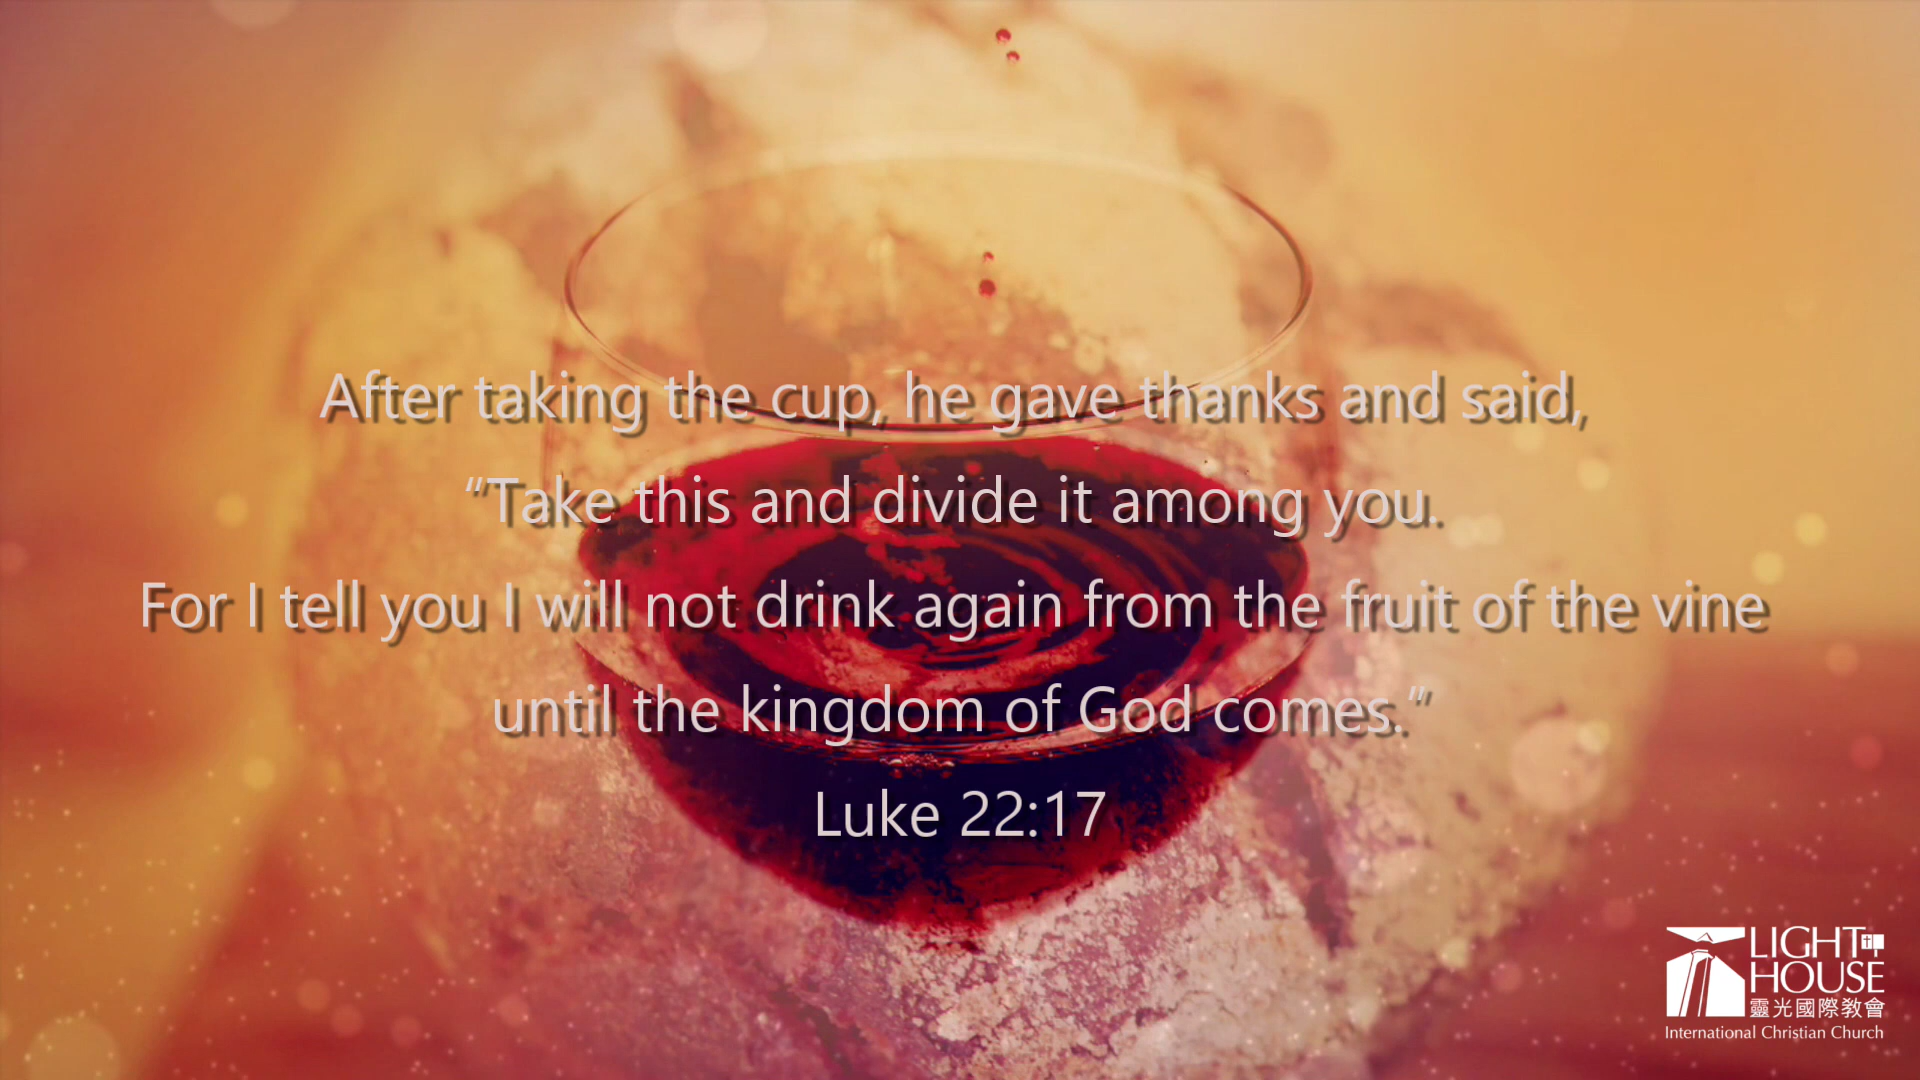 After taking the cup, he gave thanks and said,
“Take this and divide it among you.
For I tell you I will not drink again from the fruit of the vine
until the kingdom of God comes.”
Luke 22:17
LIGHT
HOUSE
靈光國際教會
International Christian Church